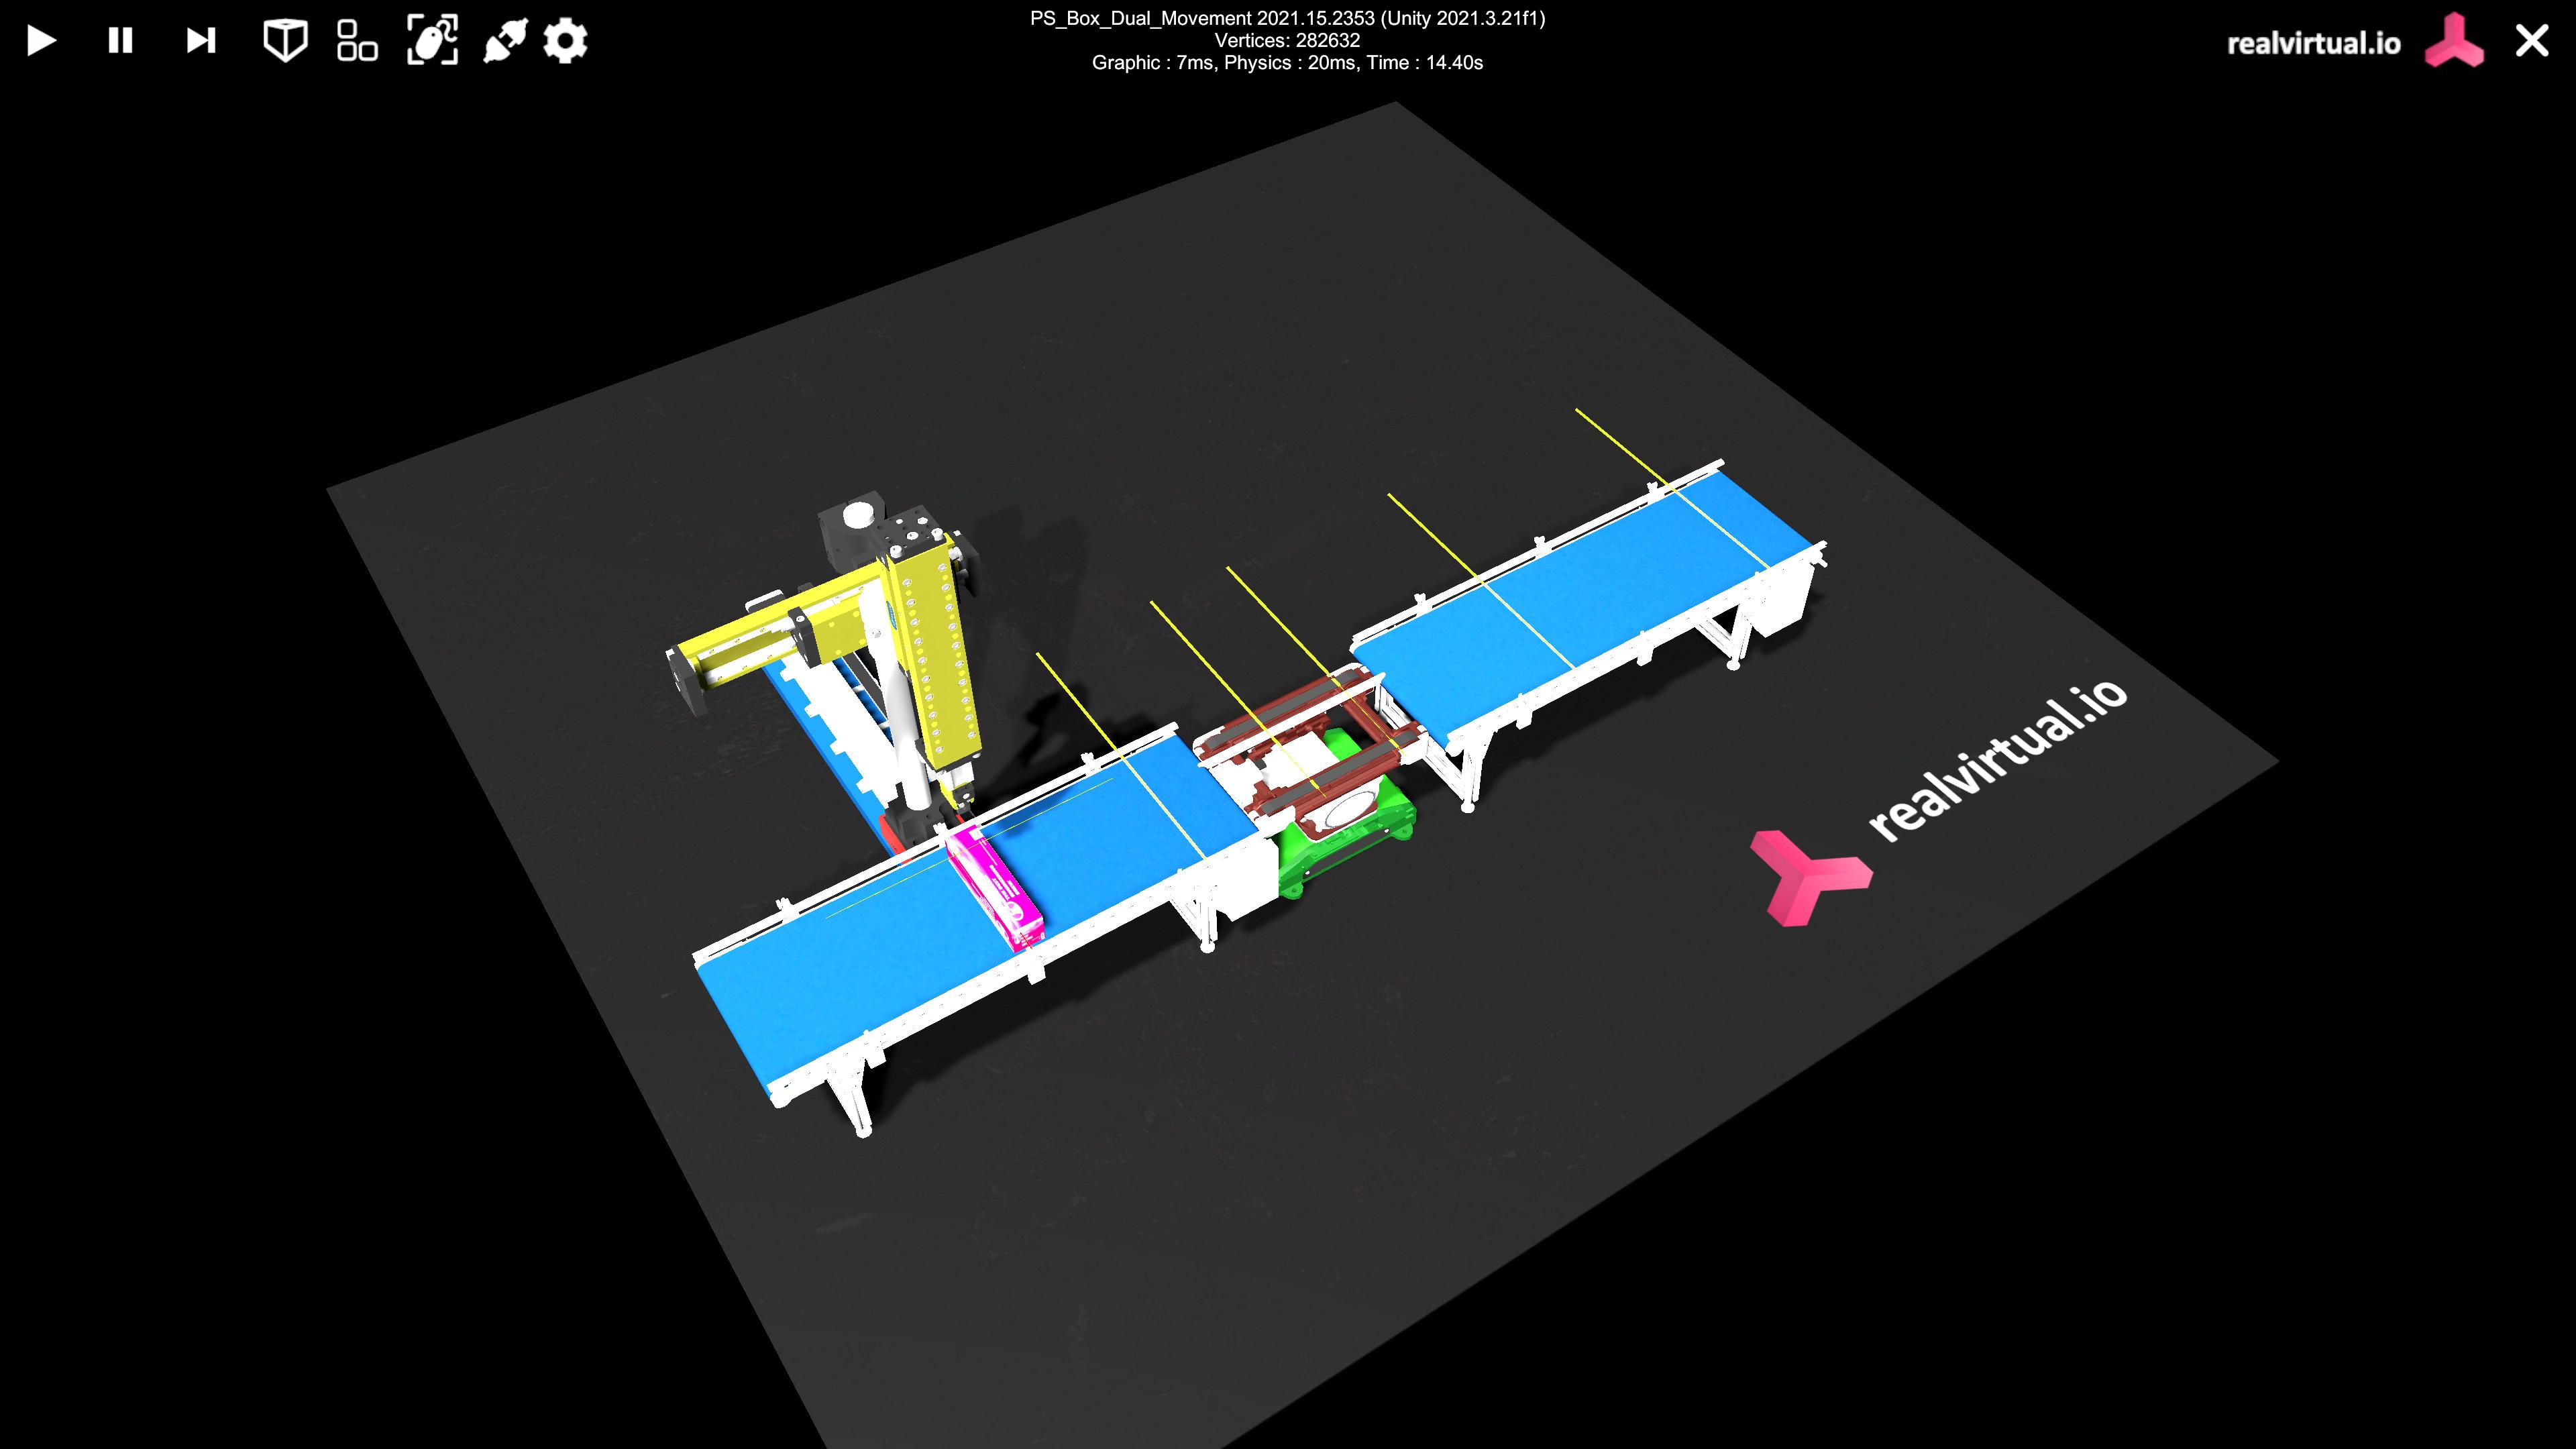 PS_Box_Dual_Movement 2021.15.2353 (Unity 2021.3.21f1)
Vertices: 282632
Graphic : 7ms, Physics : 20ms, Time : 14.40s
realvirtual.io
realvirtual.io